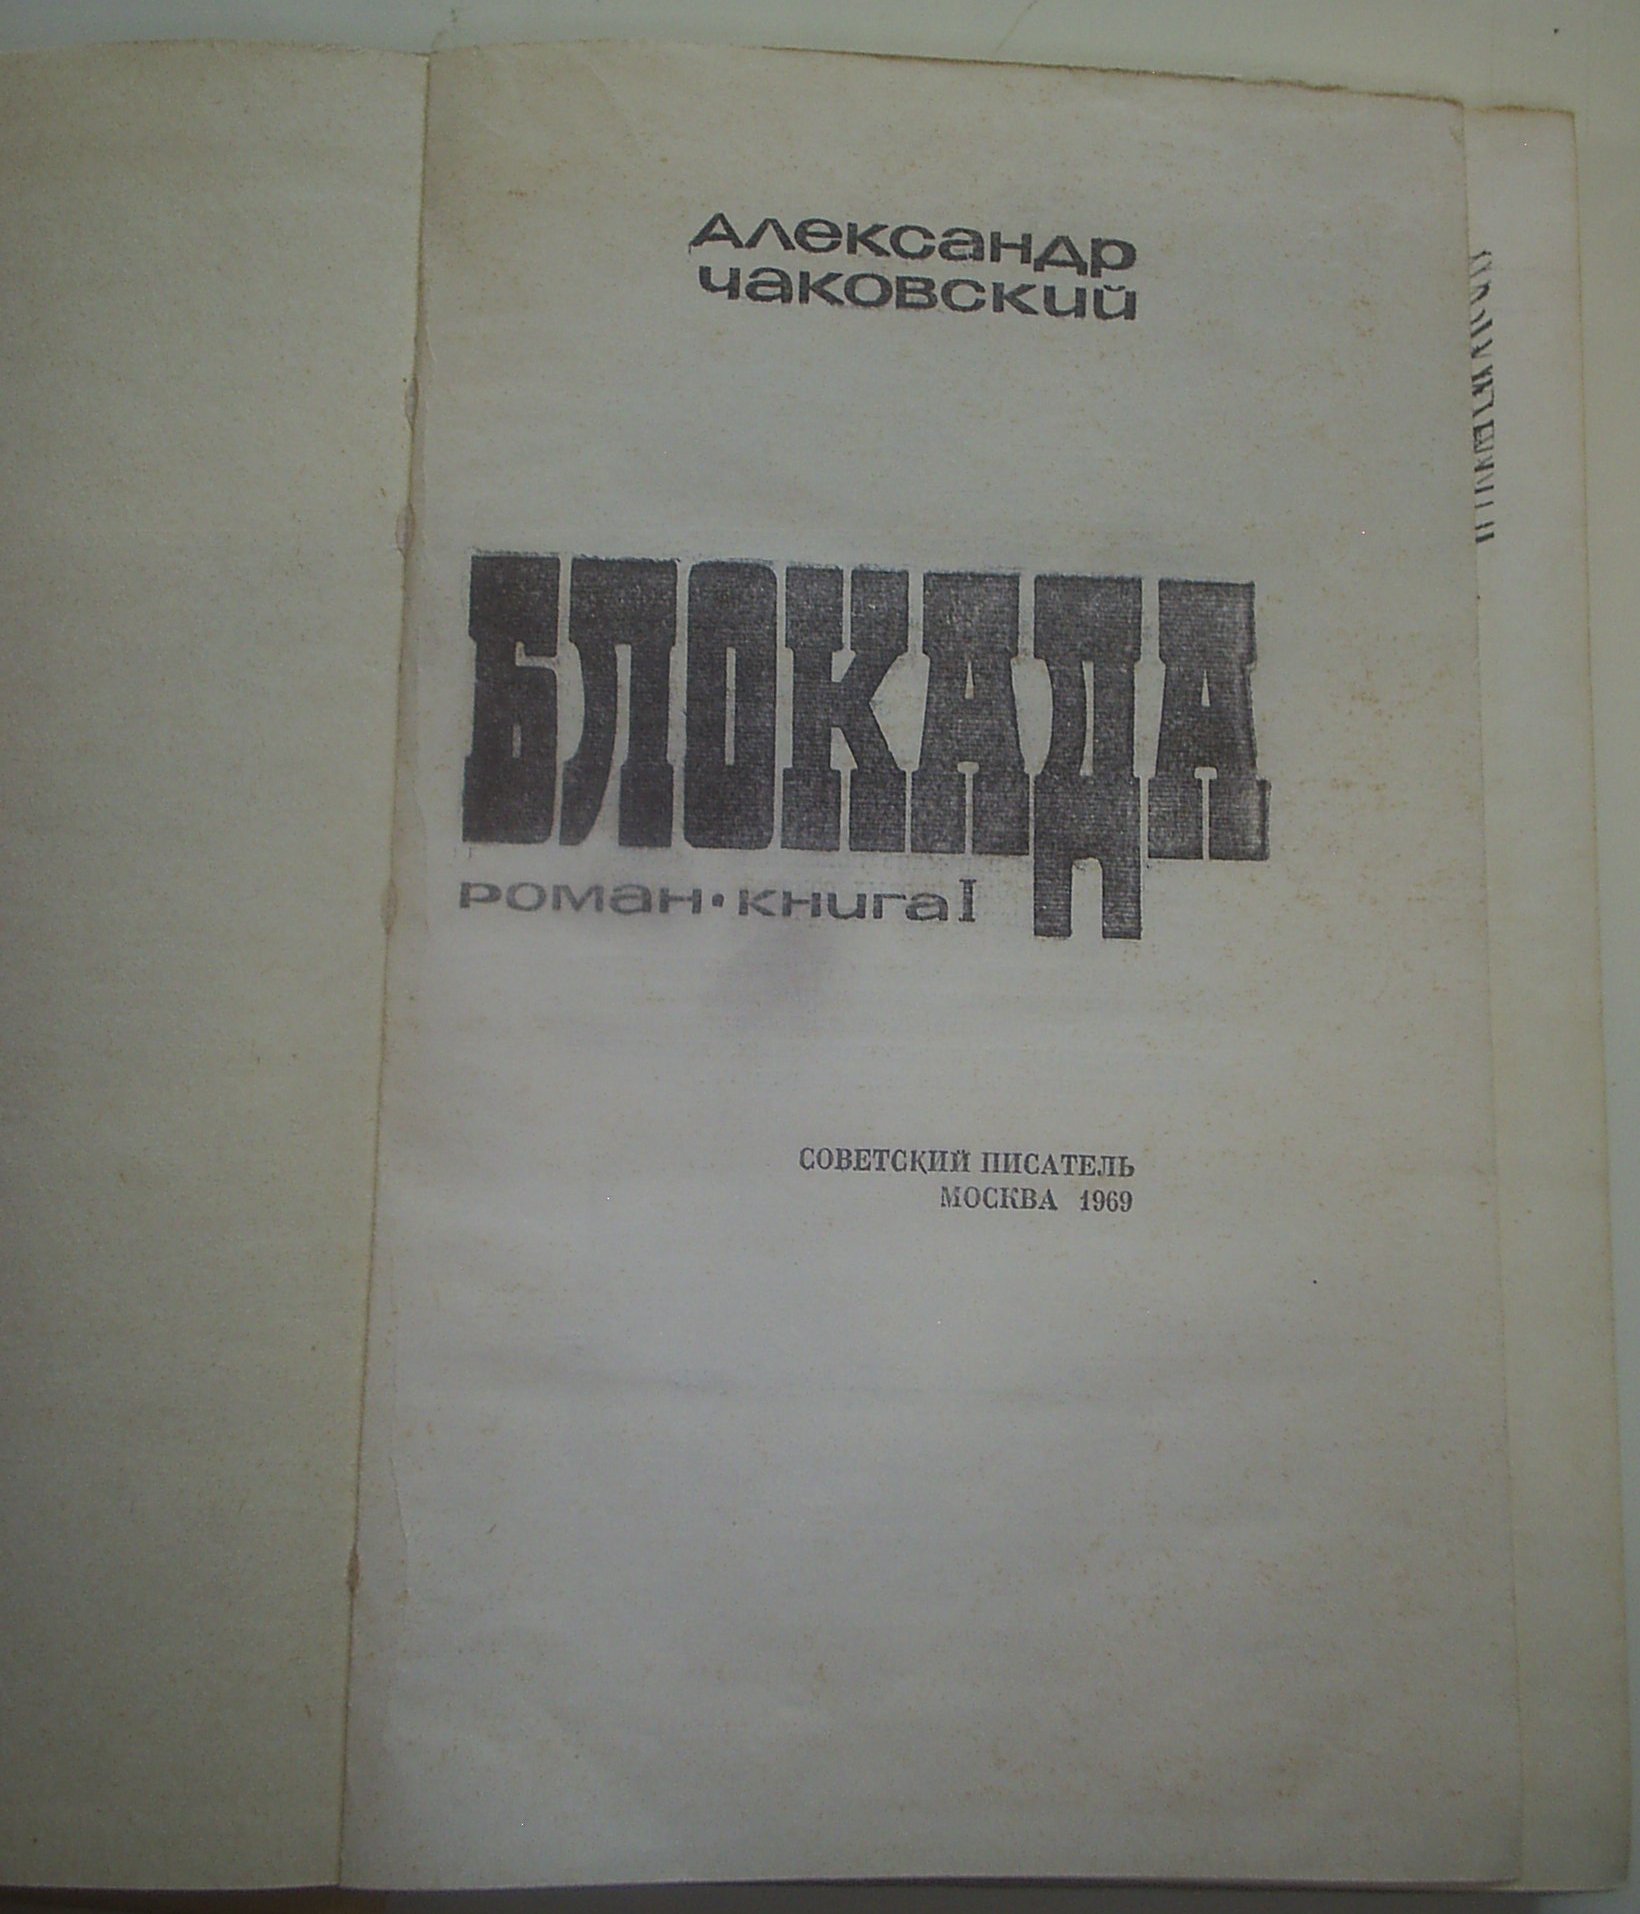 Александр
Чаковский
БЛОКАДА
роман•книга I
СОВЕТСКИЙ ПИСАТЕЛЬ
МОСКВА 1969